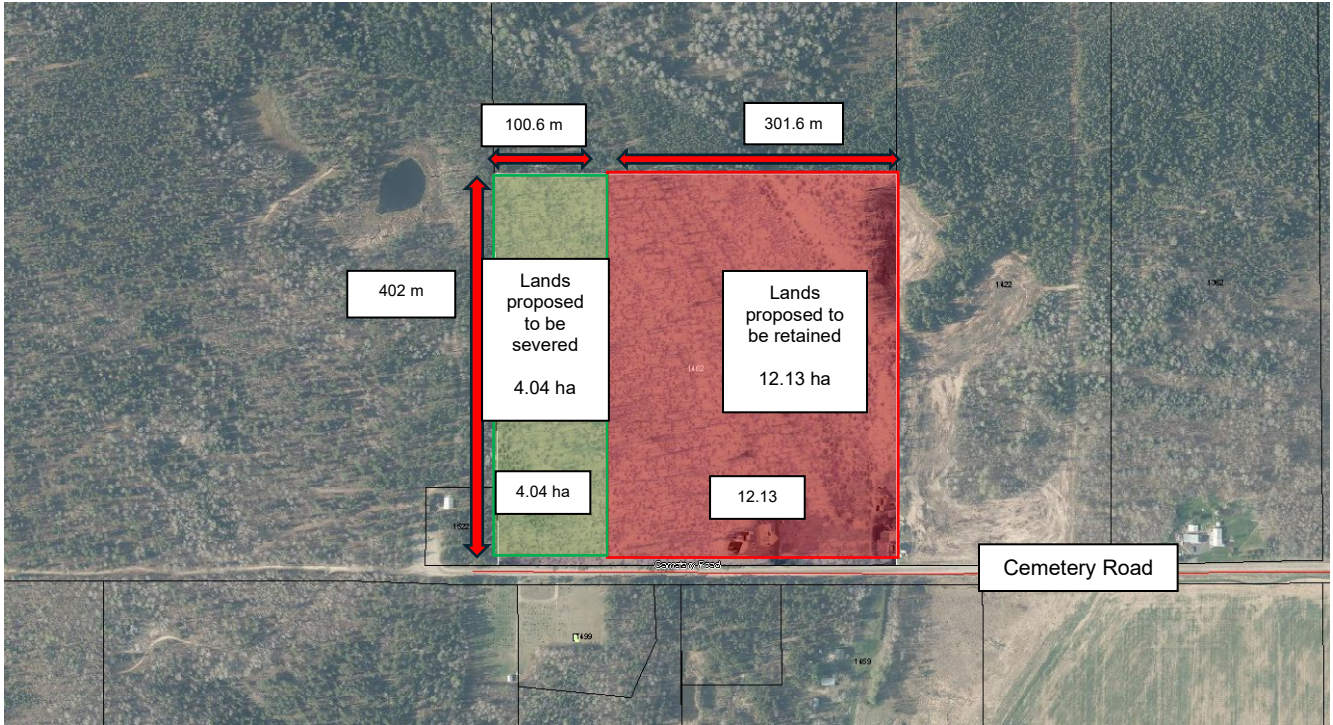 100.6 m
301.6 m
402 m
Lands
proposed
to be
severed
4.04 ha
Lands
proposed to
be retained
12.13 ha
1422
1362
1462
4.04 ha
12.13
1522
Cemetery Road
Cemetery Road
1499
1459